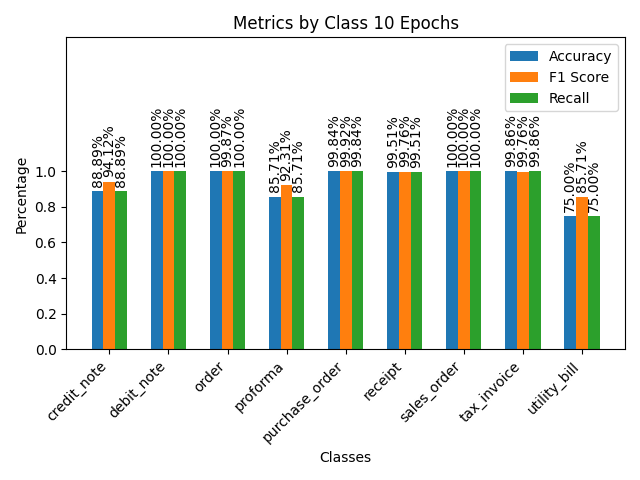 Metrics by Class 10 Epochs
Accuracy
F1 Score
Recall
Percentage
1.0
0.8
0.6
0.4
0.2
0.0
88.89%
94.12%
88.89%
100.00%
100.00%
100.00%
100.00%
99.87%
100.00%
85.71%
92.31%
85.71%
99.84%
99.92%
99.84%
99.51%
99.76%
99.51%
100.00%
100.00%
100.00%
99.86%
99.76%
99.86%
75.00%
85.71%
75.00%
credit_note
debit_note
order
proforma
purchase_order
receipt
sales_order
tax_invoice
utility_bill
Classes